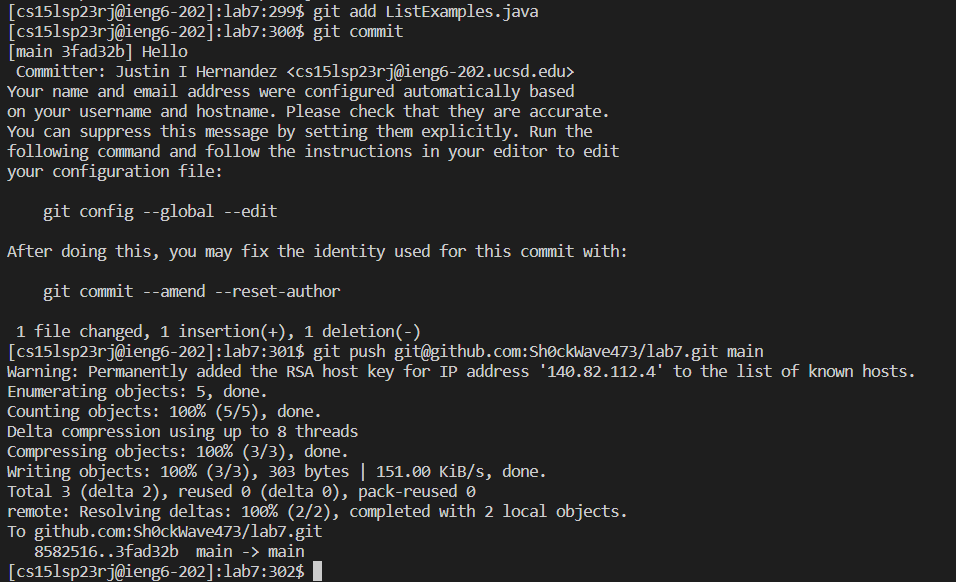 [cs15lsp23rj@ieng6-202]:lab7:299$ git add ListExamples.java
[cs15lsp23rj@ieng6-202]:lab7:300$ git commit
[main 3fad32b] Hello
 Committer: Justin I Hernandez <cs15lsp23rj@ieng6-202.ucsd.edu>
Your name and email address were configured automatically based
on your username and hostname. Please check that they are accurate.
You can suppress this message by setting them explicitly. Run the
following command and follow the instructions in your editor to edit
your configuration file:

    git config --global --edit

After doing this, you may fix the identity used for this commit with:

    git commit --amend --reset-author

 1 file changed, 1 insertion(+), 1 deletion(-)
[cs15lsp23rj@ieng6-202]:lab7:301$ git push git@github.com:Sh0ckWave473/lab7.git main
Warning: Permanently added the RSA host key for IP address '140.82.112.4' to the list of known hosts.
Enumerating objects: 5, done.
Counting objects: 100% (5/5), done.
Delta compression using up to 8 threads
Compressing objects: 100% (3/3), done.
Writing objects: 100% (3/3), 303 bytes | 151.00 KiB/s, done.
Total 3 (delta 2), reused 0 (delta 0), pack-reused 0
remote: Resolving deltas: 100% (2/2), completed with 2 local objects.
To github.com:Sh0ckWave473/lab7.git
   8582516..3fad32b  main -> main
[cs15lsp23rj@ieng6-202]:lab7:302$